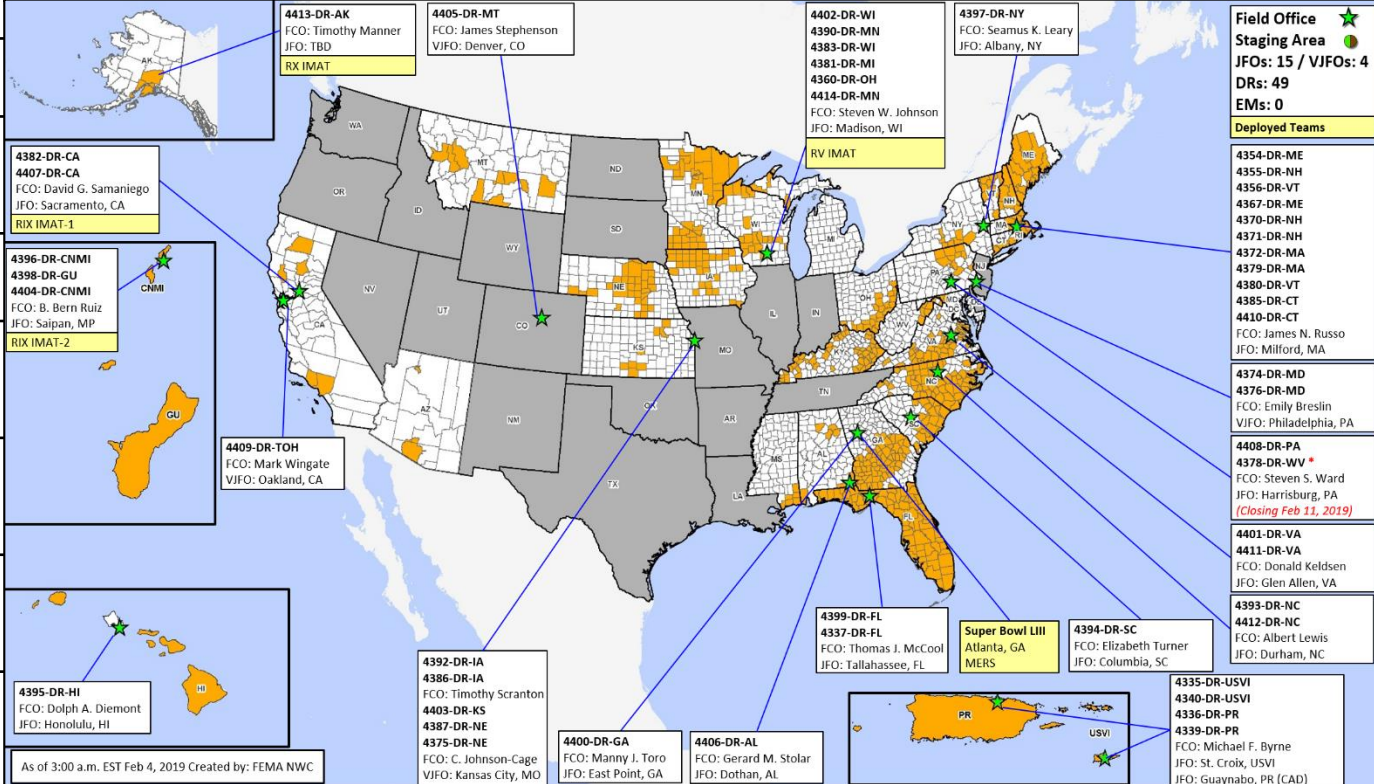 4413-DR-AK
FCO: Timothy Manner
JFO: TBD
RX IMAT
4405-DR-MT
FCO: James Stephenson
VJFO: Denver, CO
4402-DR-WI
4390-DR-MN
4383-DR-WI
4381-DR-MI
4360-DR-OH
4414-DR-MN
FCO: Steven W. Johnson
JFO: Madison, WI
RV IMAT
4397-DR-NY
FCO: Seamus K. Leary
JFO: Albany, NY
Field Office
Staging Area
JFOs: 15 / VJFOs: 4
DRs: 49
EMs: 0
Deployed Teams
4382-DR-CA
4407-DR-CA
FCO: David G. Samaniego
JFO: Sacramento, CA
RIX IMAT-1
4396-DR-CNMI
4398-DR-GU
4404-DR-CNMI
FCO: B. Bern Ruiz
JFO: Saipan, MP
RIX IMAT-2
4354-DR-ME
4355-DR-NH
4356-DR-VT
4367-DR-ME
4370-DR-NH
4371-DR-NH
4372-DR-MA
4379-DR-MA
4380-DR-VT
4385-DR-CT
4410-DR-CT
FCO: James N. Russo
JFO: Milford, MA
4374-DR-MD
4376-DR-MD
FCO: Emily Breslin
VJFO: Philadelphia, PA
4408-DR-PA
4378-DR-WV *
FCO: Steven S. Ward
JFO: Harrisburg, PA
(Closing Feb 11, 2019)
4401-DR-VA
4411-DR-VA
FCO: Donald Keldsen
JFO: Glen Allen, VA
4393-DR-NC
4412-DR-NC
FCO: Albert Lewis
JFO: Durham, NC
4409-DR-TOH
FCO: Mark Wingate
VJFO: Oakland, CA
4395-DR-HI
FCO: Dolph A. Diemont
JFO: Honolulu, HI
4392-DR-IA
4386-DR-IA
FCO: Timothy Scranton
4403-DR-KS
4387-DR-NE
4375-DR-NE
FCO: C. Johnson-Cage
VJFO: Kansas City, MO
4400-DR-GA
FCO: Manny J. Toro
JFO: East Point, GA
4406-DR-AL
FCO: Gerard M. Stolar
JFO: Dothan, AL
4399-DR-FL
4337-DR-FL
FCO: Thomas J. McCool
JFO: Tallahassee, FL
Super Bowl LIII
Atlanta, GA
MERS
4394-DR-SC
FCO: Elizabeth Turner
JFO: Columbia, SC
4335-DR-USVI
4340-DR-USVI
4336-DR-PR
4339-DR-PR
FCO: Michael F. Byrne
JFO: St. Croix, USVI
JFO: Guaynabo, PR (CAD)
As of 3:00 a.m. EST Feb 4, 2019 Created by: FEMA NWC
AK
CNMI
GU
HI
PR
USVI
WA
OR
ID
MT
ND
SD
WY
NV
UT
CO
CA
AZ
NM
NE
KS
OK
TX
MN
IA
MO
AR
LA
WI
IL
MI
IN
OH
KY
TN
MS
AL
GA
FL
SC
NC
VA
WV
PA
NY
NJ
MD
DC
VT
NH
ME
MA
CT
RI